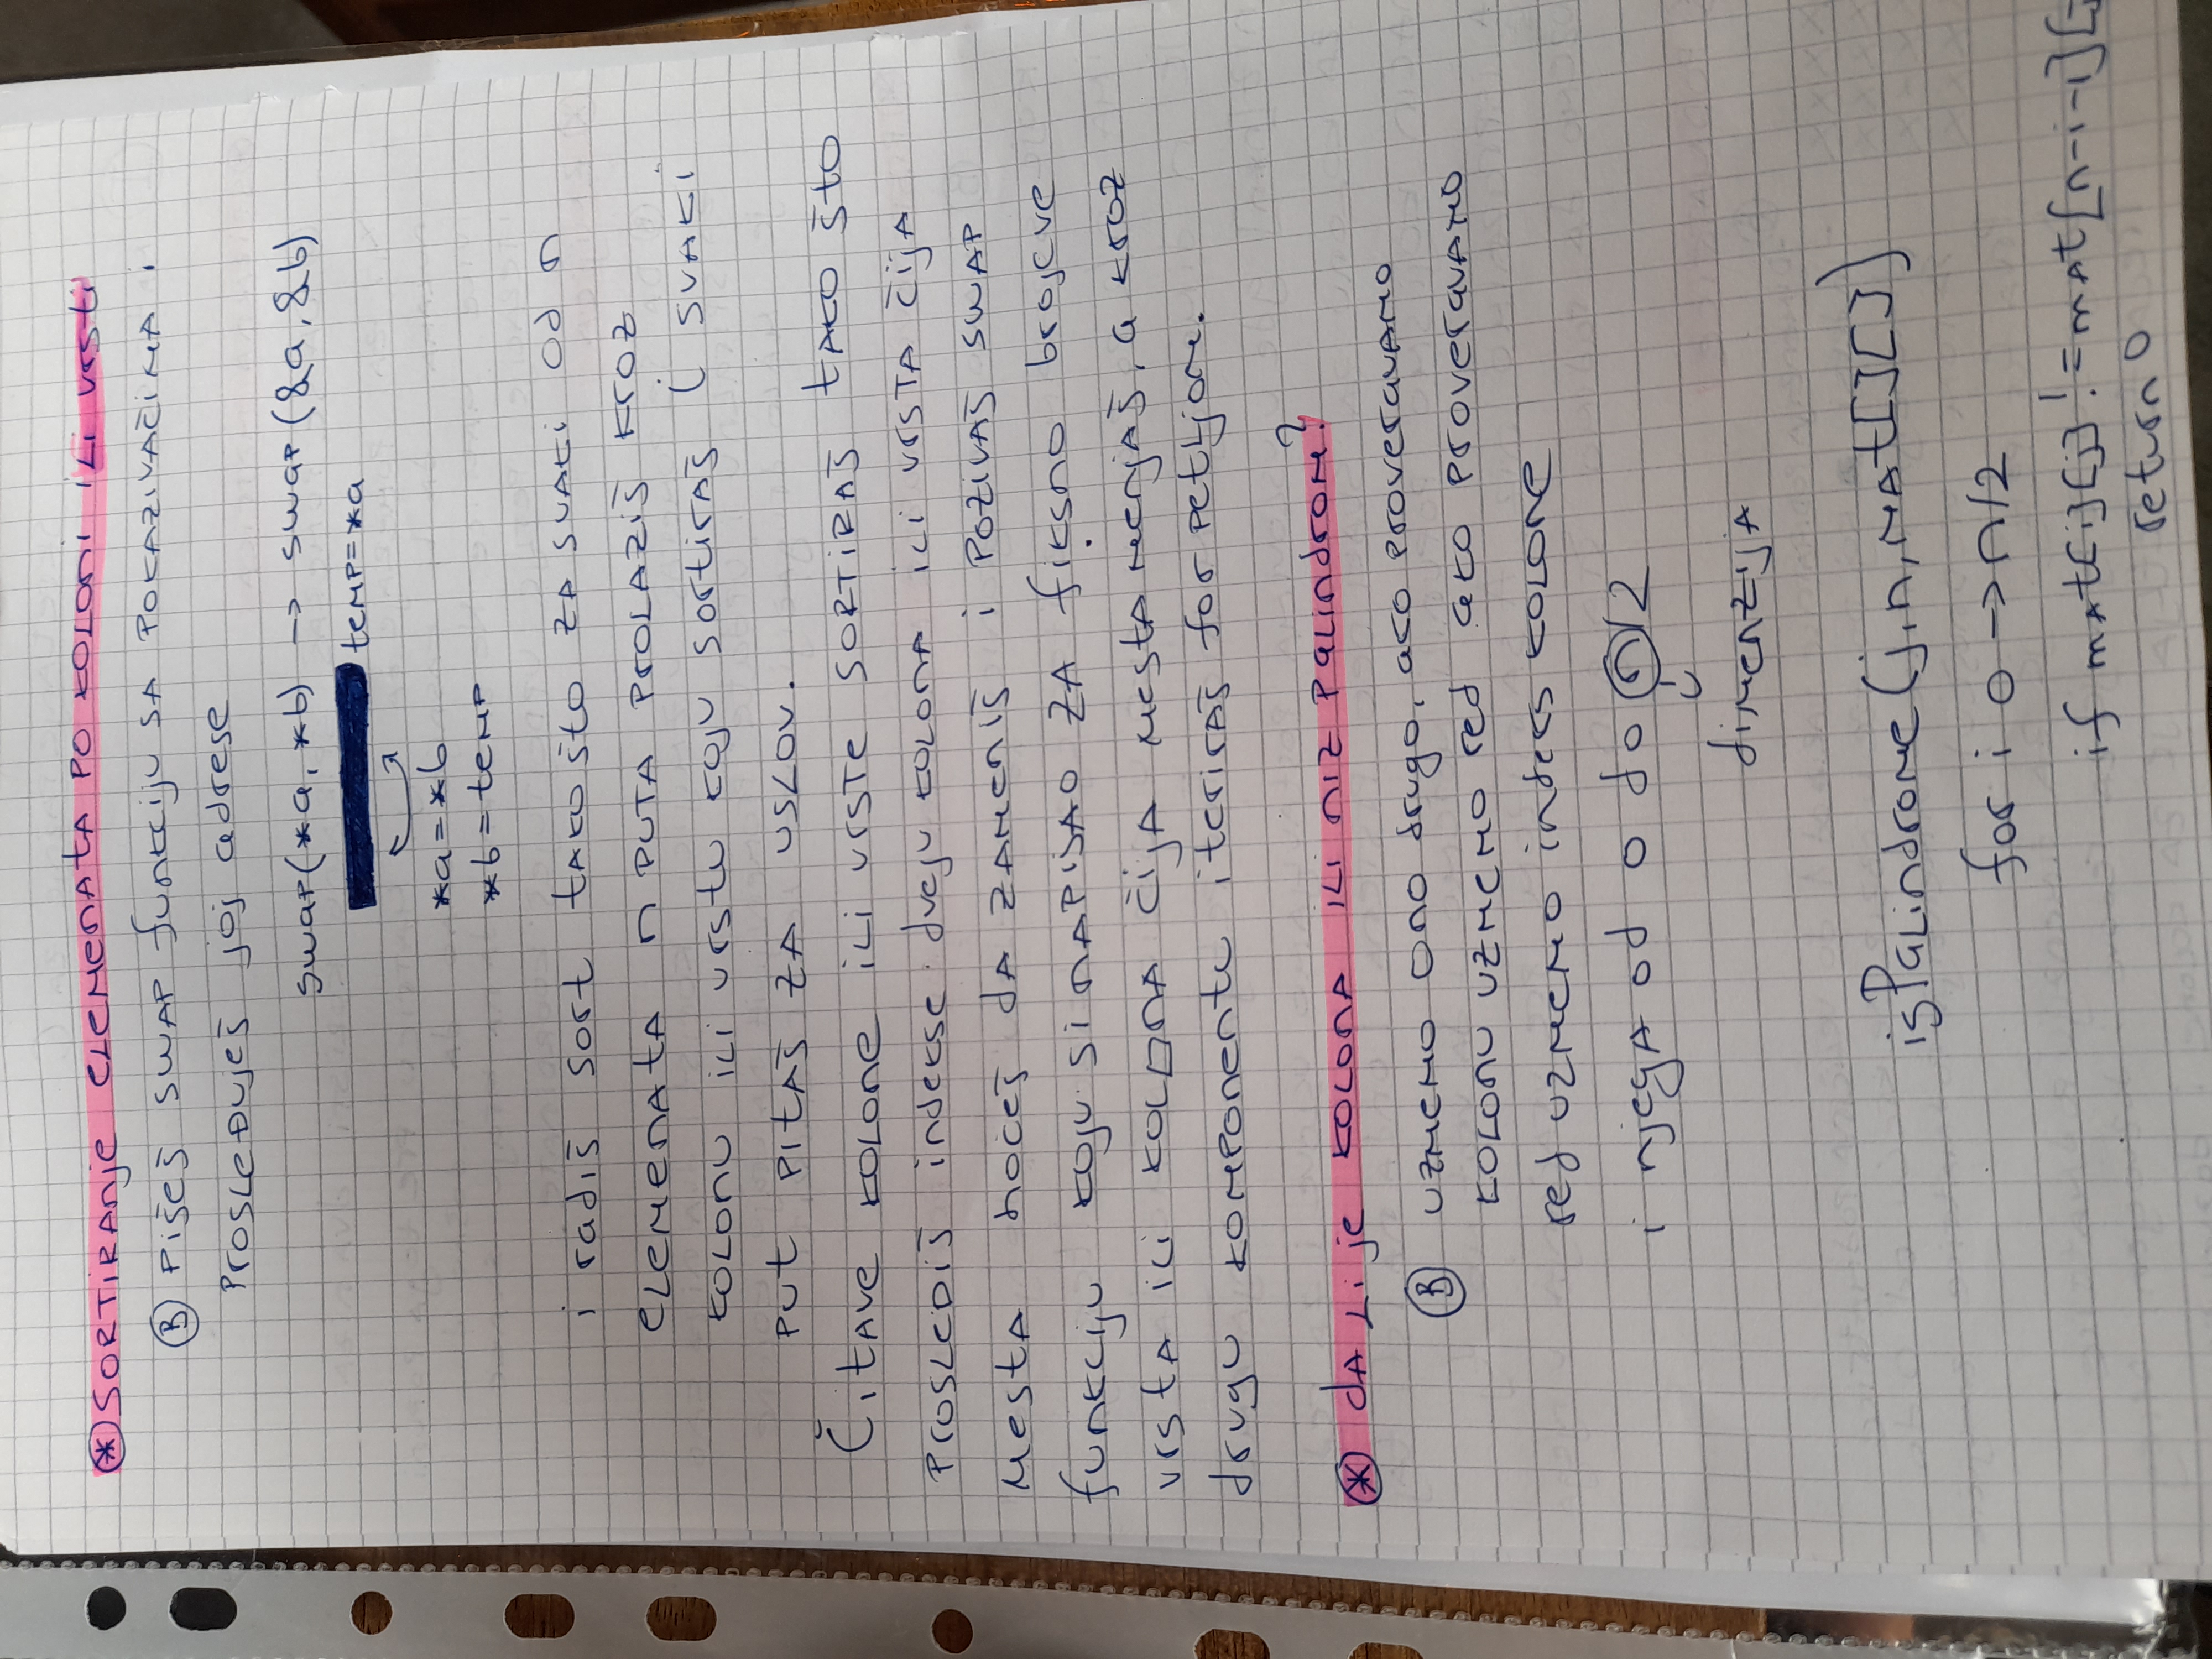 * SORTIRANJE ELEMENATA PO KOLONI ILI VRSTI
B PIŠEŠ SWAP funkciju SA POKAZIVAČIMA i
PROSLEĐUJEŠ joj adrese
swap(*a, *b) -> swap(&a, &b)
temp=*a
*a=*b
*b=temp
i radiš sort tako što ZA SVAKI od n
ELEMENATA n PUTA PROLAZIŠ KROZ
KOLONU ili vrstu koju sortiraš i SVAKI
PUT PITAŠ ZA USLOV.
Čitave KOLONE ili vrste SORTIRAŠ tako što
PROSLEDIŠ indekse dveju KOLONA ili VRSTA čija
MESTA hoćeš da ZAMENIŠ i POZIVAŠ SWAP
funkciju koju si NAPISAO ZA fiksno brojeve
vrsta ili KOLONA čija MESTA menjaš, a kroz
drugu komponentu iteriraš for petljom.
* DA LI je KOLONA ILI NIZ PALINDROM?
B UZMEMO ONO drugo, ako PROVERAVAMO
KOLONU UZMEMO red ako PROVERAVAMO
red UZMEMO indeks KOLONE
i njega od 0 do n/2
dimenzija
isPalindrome(j,n,mat[][])
for i 0 -> n/2
if mat[i][j] != mat[n-i-1][j
return 0